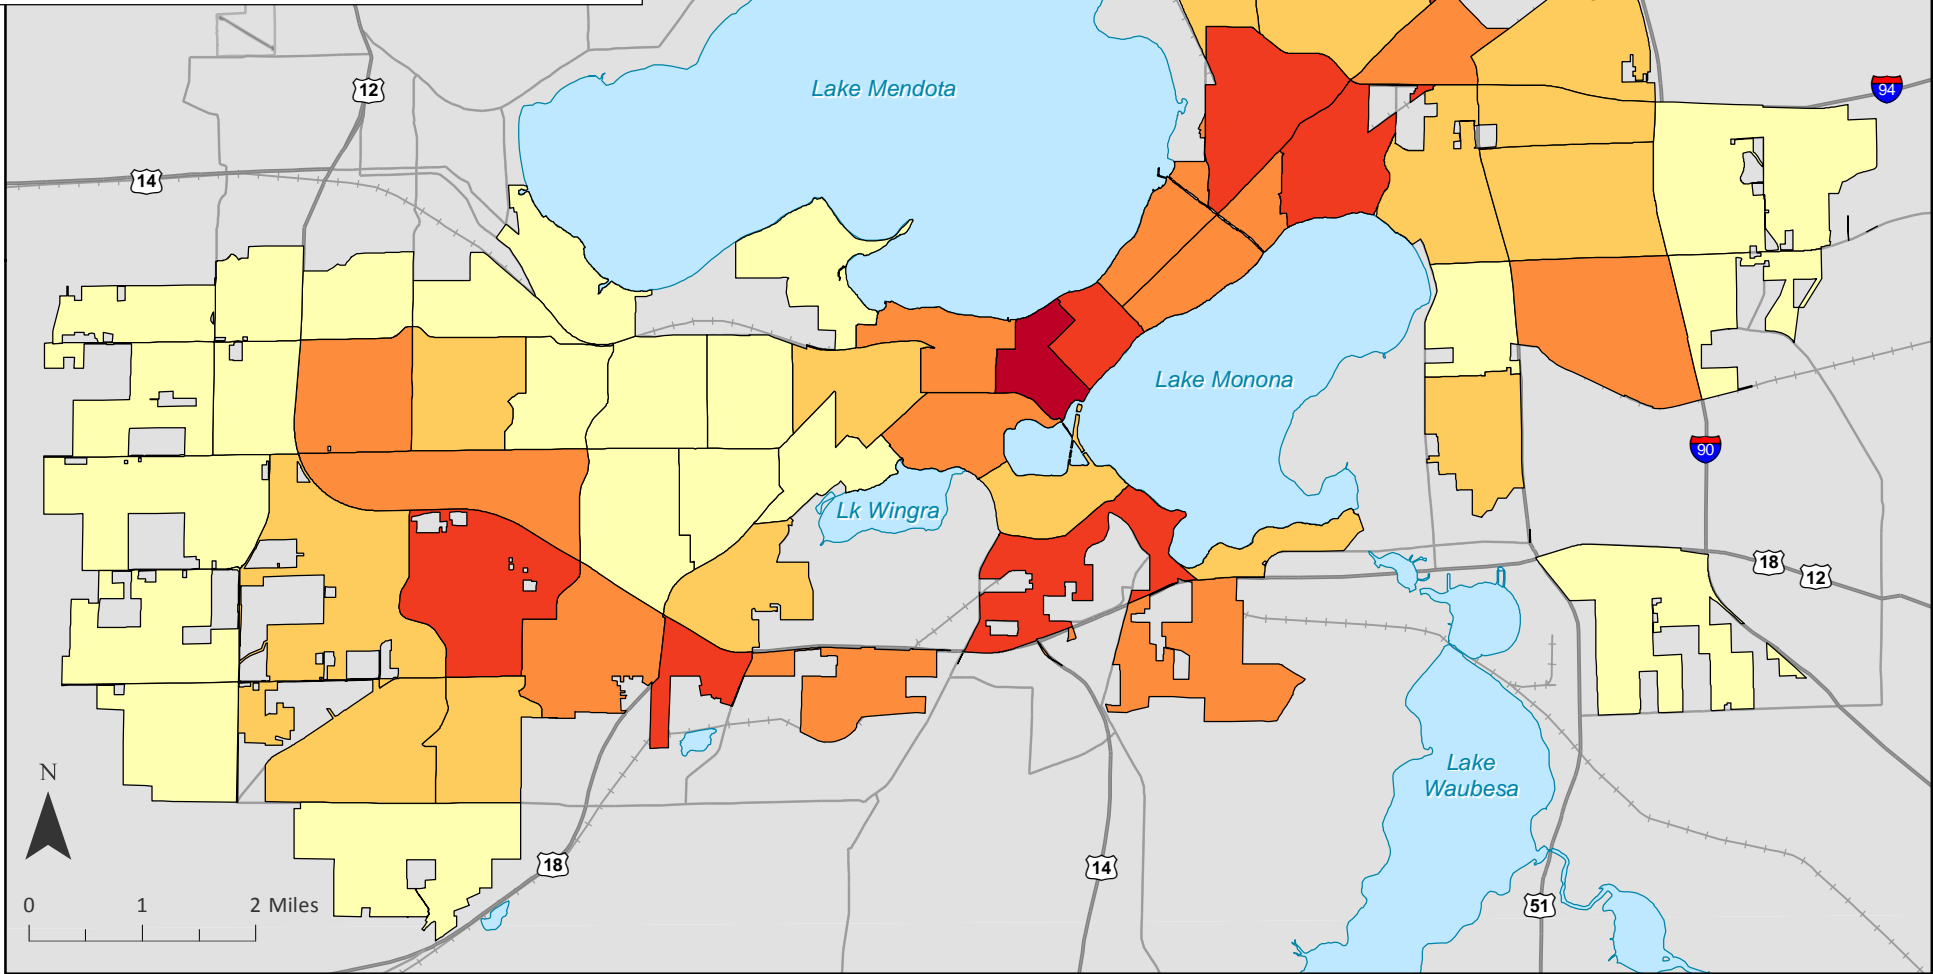 Lake Mendota
94
12
14
Lake Monona
90
Lk Wingra
18
12
Lake
Waubesa
N
18
14
0 1 2 Miles
51